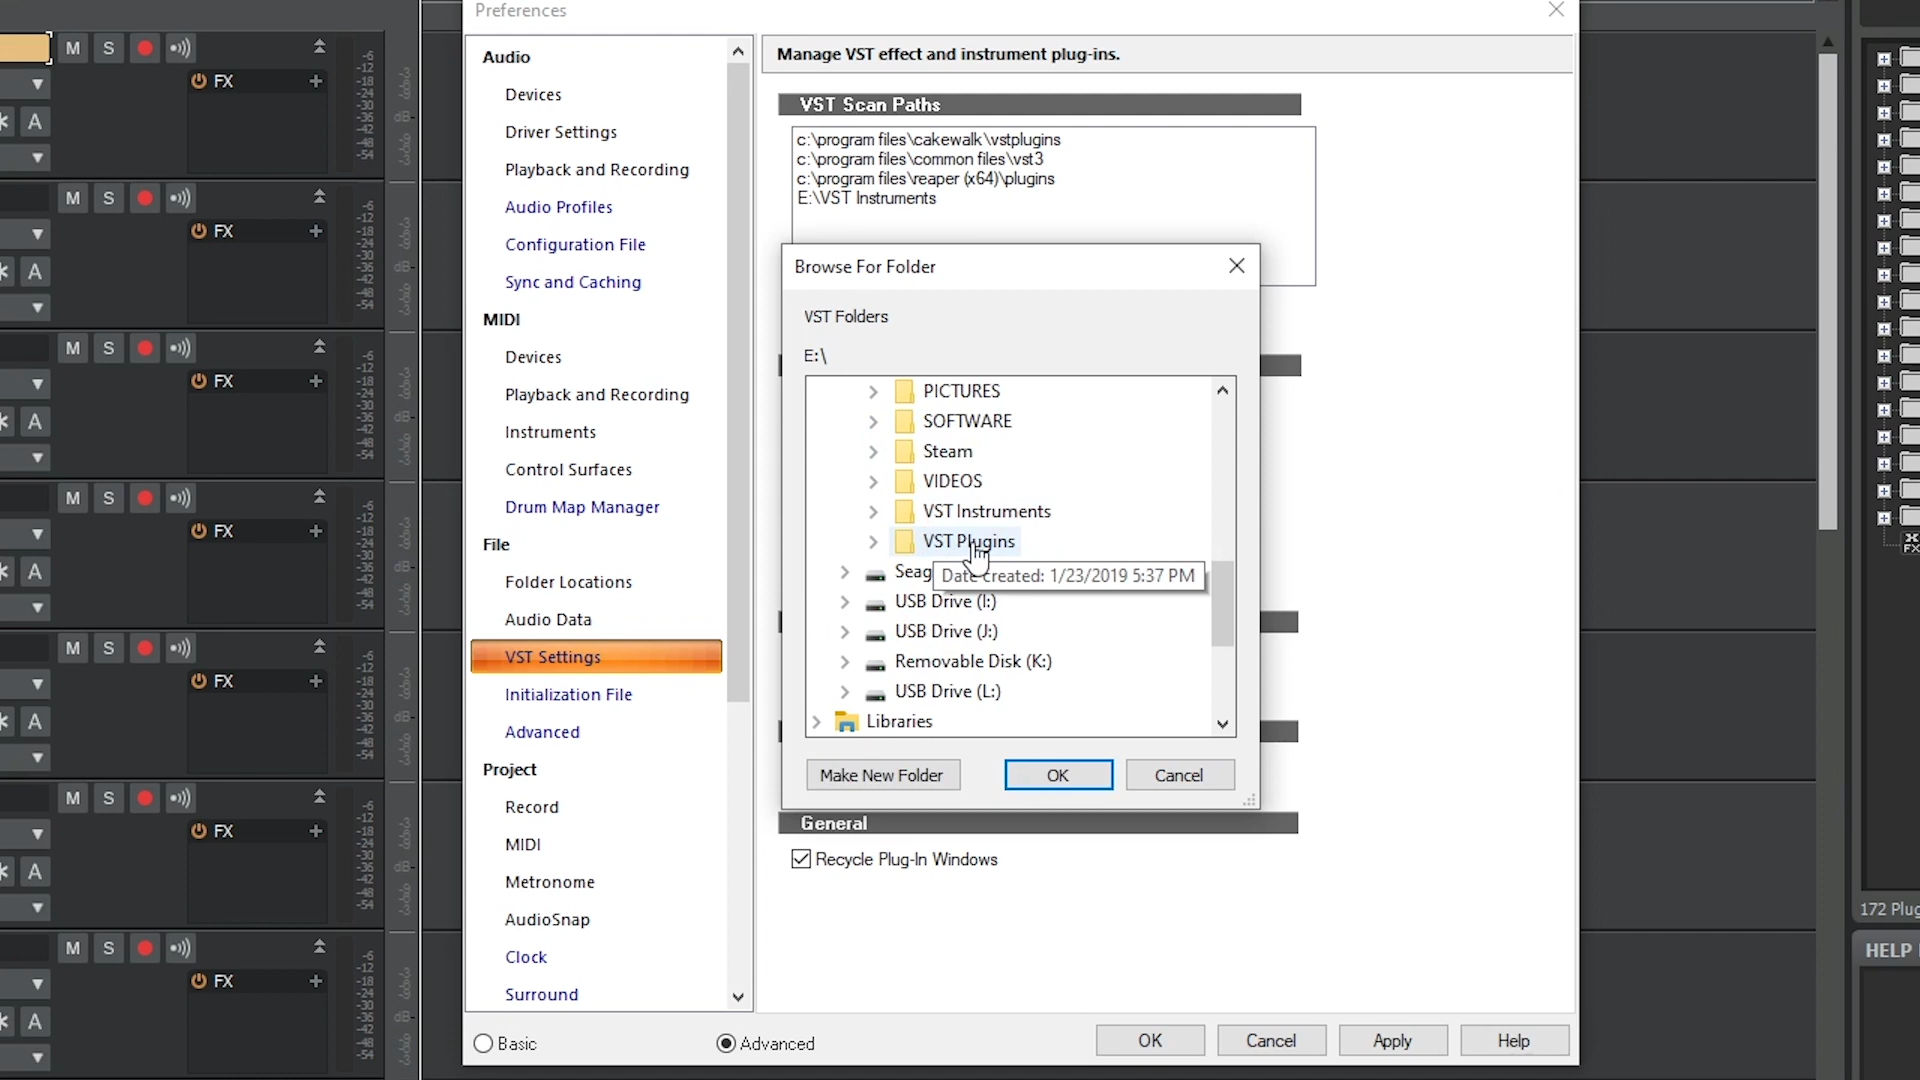 Preferences
Audio
Devices
Driver Settings
Playback and Recording
Audio Profiles
Configuration File
Sync and Caching
MIDI
Devices
Playback and Recording
Instruments
Control Surfaces
Drum Map Manager
File
Folder Locations
Audio Data
VST Settings
Initialization File
Advanced
Project
Record
MIDI
Metronome
AudioSnap
Clock
Surround
Basic
Advanced
Manage VST effect and instrument plug-ins.
VST Scan Paths
c:\program files\cakewalk\vstplugins
c:\program files\common files\vst3
c:\program files\reaper (x64)\plugins
E:\VST Instruments
Browse For Folder
VST Folders
E:\
PICTURES
SOFTWARE
Steam
VIDEOS
VST Instruments
VST Plugins
Date created: 1/23/2019 5:37 PM
USB Drive (I:)
USB Drive (J:)
Removable Disk (K:)
USB Drive (L:)
Libraries
Make New Folder
OK
Cancel
General
Recycle Plug-In Windows
OK
Cancel
Apply
Help
M S
FX
A
M S
FX
A
M S
FX
A
M S
FX
A
M S
FX
A
M S
FX
A
M S
FX
A
172 Plug
HELP